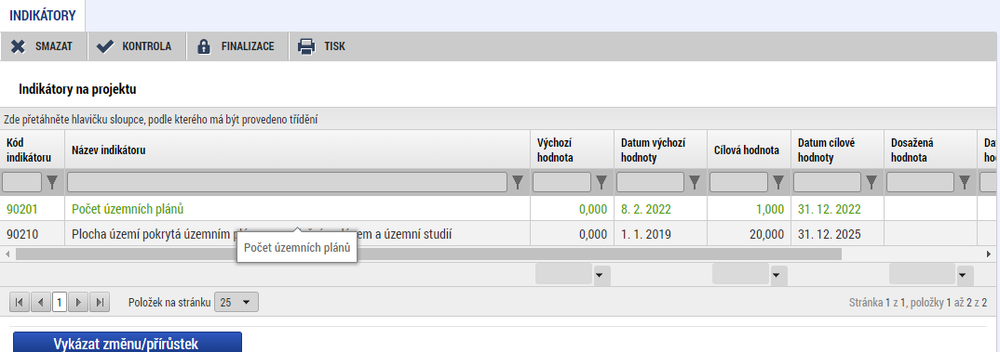 INDIKÁTORY
SMAZAT KONTROLA FINALIZACE TISK
Indikátory na projektu
Zde přetáhněte hlavičku sloupce, podle kterého má být provedeno třídění
Kód indikátoru Název indikátoru Výchozí hodnota Datum výchozí hodnoty Cílová hodnota Datum cílové hodnoty Dosažená hodnota
90201 Počet územních plánů 0,000 8. 2. 2022 1,000 31. 12. 2022
90210 Plocha území pokrytá územním a územní studií 0,000 1. 1. 2019 20,000 31. 12. 2025
Počet územních plánů
1 Položek na stránku 25 Stránka 1 z 1, položky 1 až 2 z 2
Vykázat změnu/přírůstek